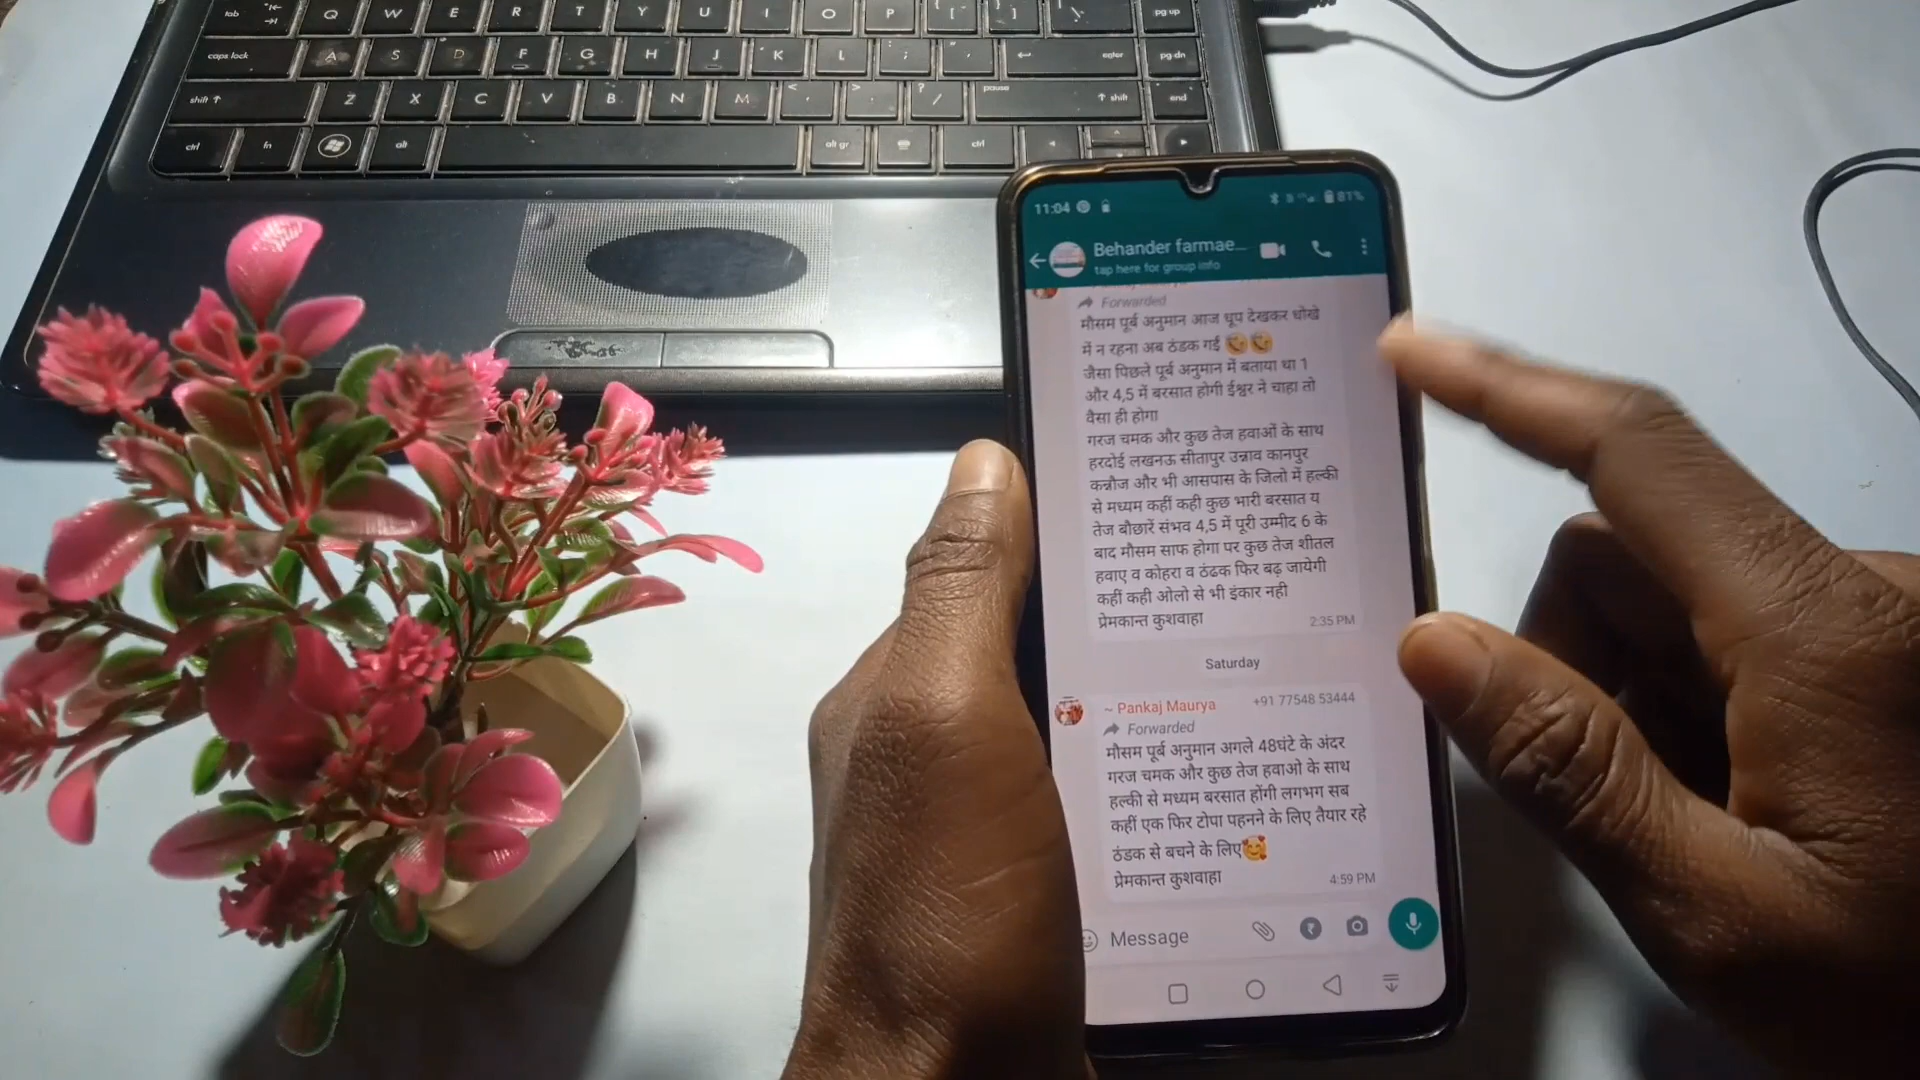 tab Q W E R T Y U I O P { [ } ] | \ pg up
caps lock A S D F G H J K L : ; " ' enter pg dn
shift Z X C V B N M < , > . ? / pause shift end
ctrl fn alt alt gr ctrl
11:04 81%
Behander farmae...
tap here for group info
Forwarded
मौसम पूर्ब अनुमान आज धूप देखकर धोखे
में न रहना अब ठंडक गई 🤙🤙
जैसा पिछले पूर्ब अनुमान में बताया था 1
और 4,5 में बरसात होगी ईश्वर ने चाहा तो
वैसा ही होगा
गरज चमक और कुछ तेज हवाओं के साथ
हरदोई लखनऊ सीतापुर उन्नाव कानपुर
कन्नौज और भी आसपास के जिलो में हल्की
से मध्यम कहीं कही कुछ भारी बरसात य
तेज बौछारें संभव 4,5 में पूरी उम्मीद 6 के
बाद मौसम साफ होगा पर कुछ तेज शीतल
हवाए व कोहरा व ठंढक फिर बढ़ जायेगी
कहीं कही ओलो से भी इंकार नही
प्रेमकान्त कुशवाहा 2:35 PM
Saturday
~ Pankaj Maurya +91 77548 53444
Forwarded
मौसम पूर्ब अनुमान अगले 48घंटे के अंदर
गरज चमक और कुछ तेज हवाओ के साथ
हल्की से मध्यम बरसात होंगी लगभग सब
कहीं एक फिर टोपा पहनने के लिए तैयार रहे
ठंडक से बचने के लिए🥰
प्रेमकान्त कुशवाहा 4:59 PM
Message